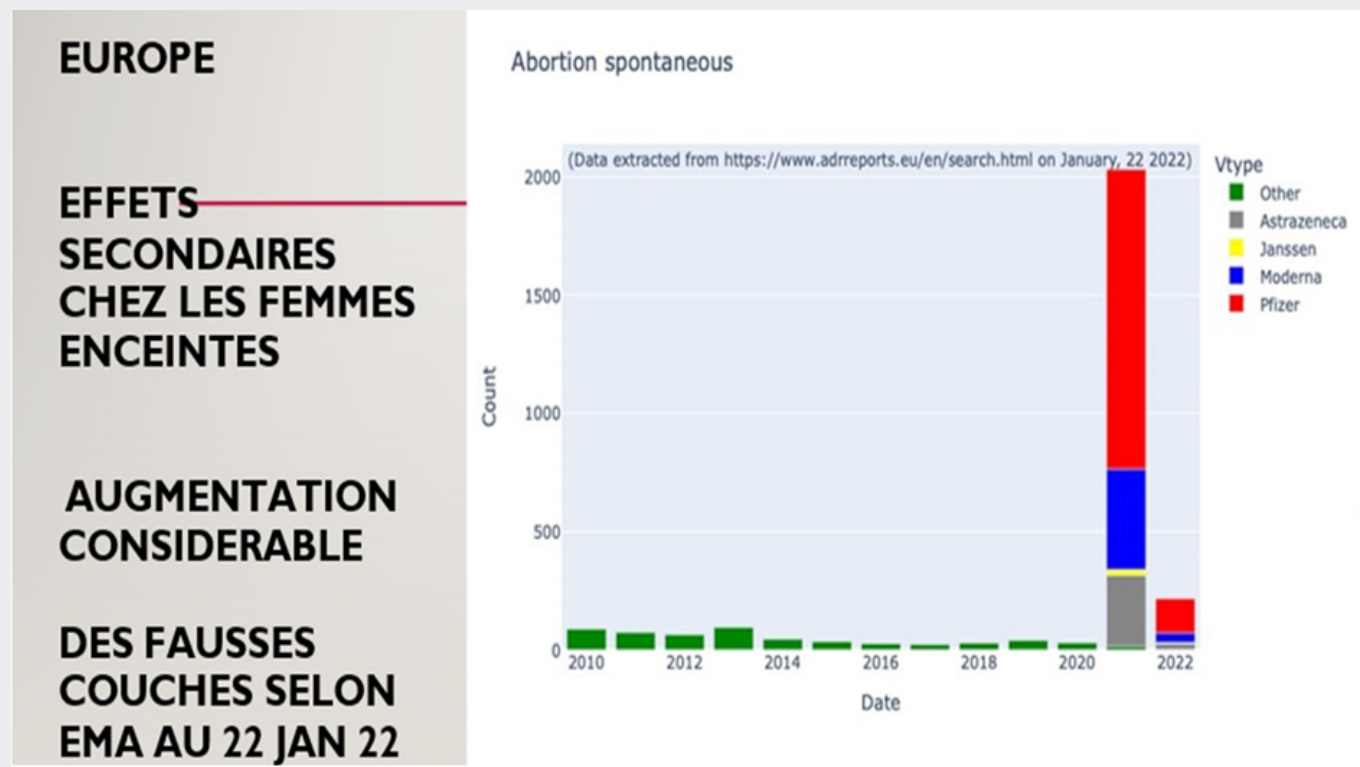 EUROPE
EFFETS
SECONDAIRES
CHEZ LES FEMMES
ENCEINTES
AUGMENTATION
CONSIDERABLE
DES FAUSSES
COUCHES SELON
EMA AU 22 JAN 22
Abortion spontaneous
(Data extracted from https://www.adrreports.eu/en/search.html on January, 22 2022)
Count
2000
1500
1000
500
0
2010 2012 2014 2016 2018 2020 2022
Date
Vtype
Other
Astrazeneca
Janssen
Moderna
Pfizer